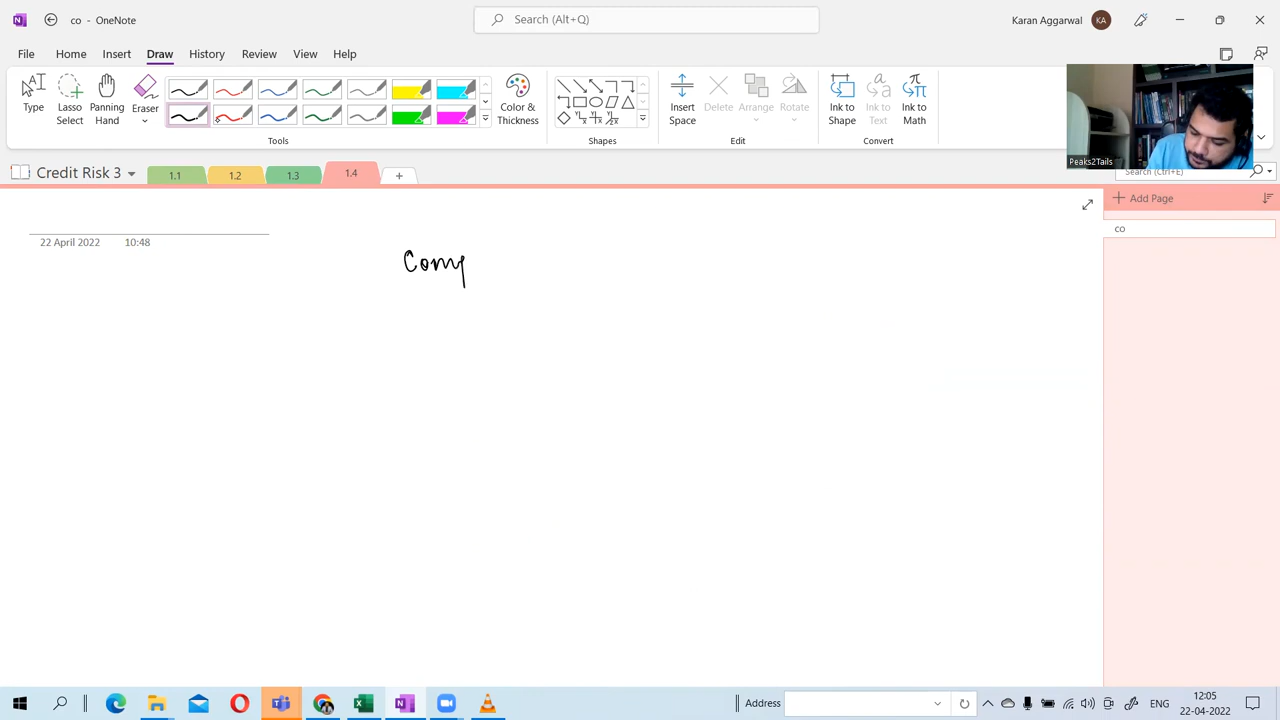 co - OneNote
Search (Alt+Q)
Karan Aggarwal KA
File Home Insert Draw History Review View Help
Type Lasso Select Panning Hand Eraser
Color & Thickness
Insert Space Delete Arrange Rotate
Ink to Shape Ink to Text Ink to Math
Tools Shapes Edit Convert
Peaks2Tails
Credit Risk 3 1.1 1.2 1.3 1.4 +
Search (Ctrl+E)
Add Page
co
22 April 2022 10:48
Comp
Address
ENG
12:05
22-04-2022